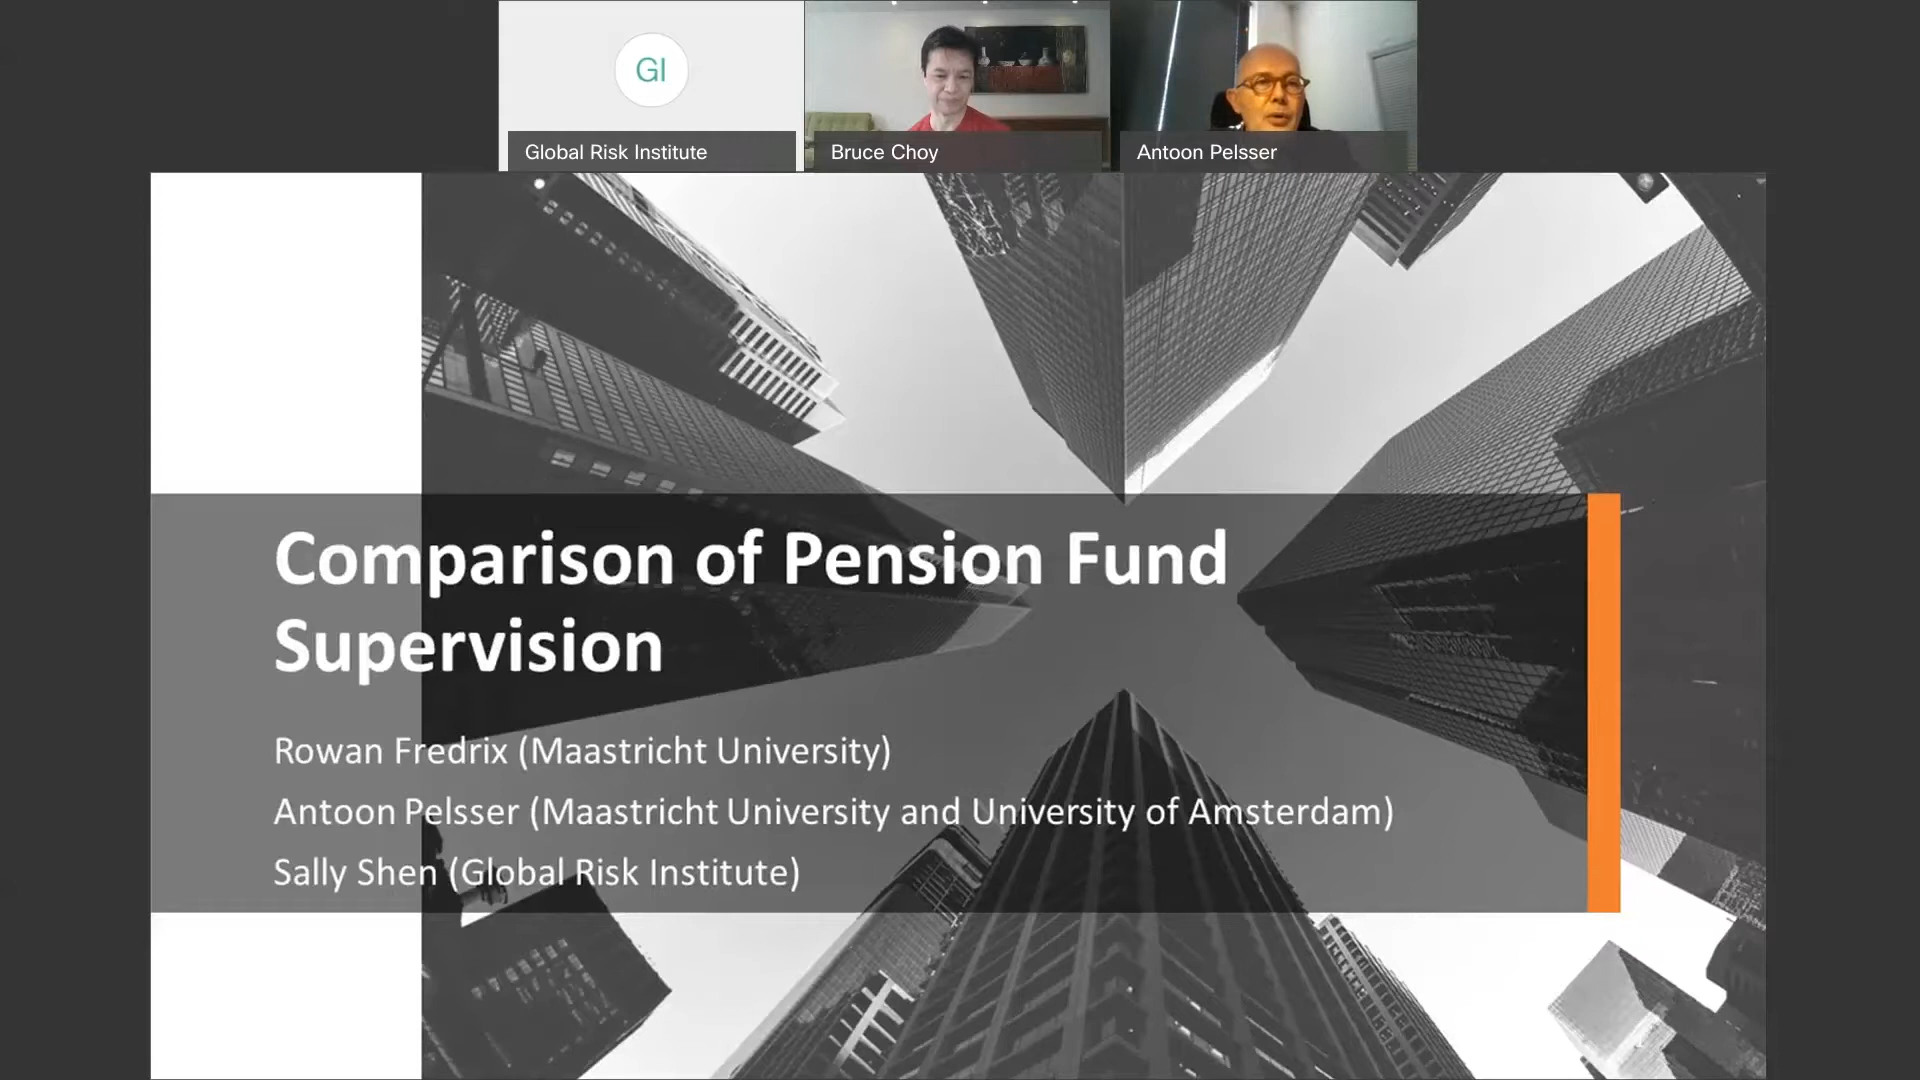 GI
Global Risk Institute
Bruce Choy
Antoon Pelsser
Comparison of Pension Fund
Supervision
Rowan Fredrix (Maastricht University)
Antoon Pelsser (Maastricht University and University of Amsterdam)
Sally Shen (Global Risk Institute)